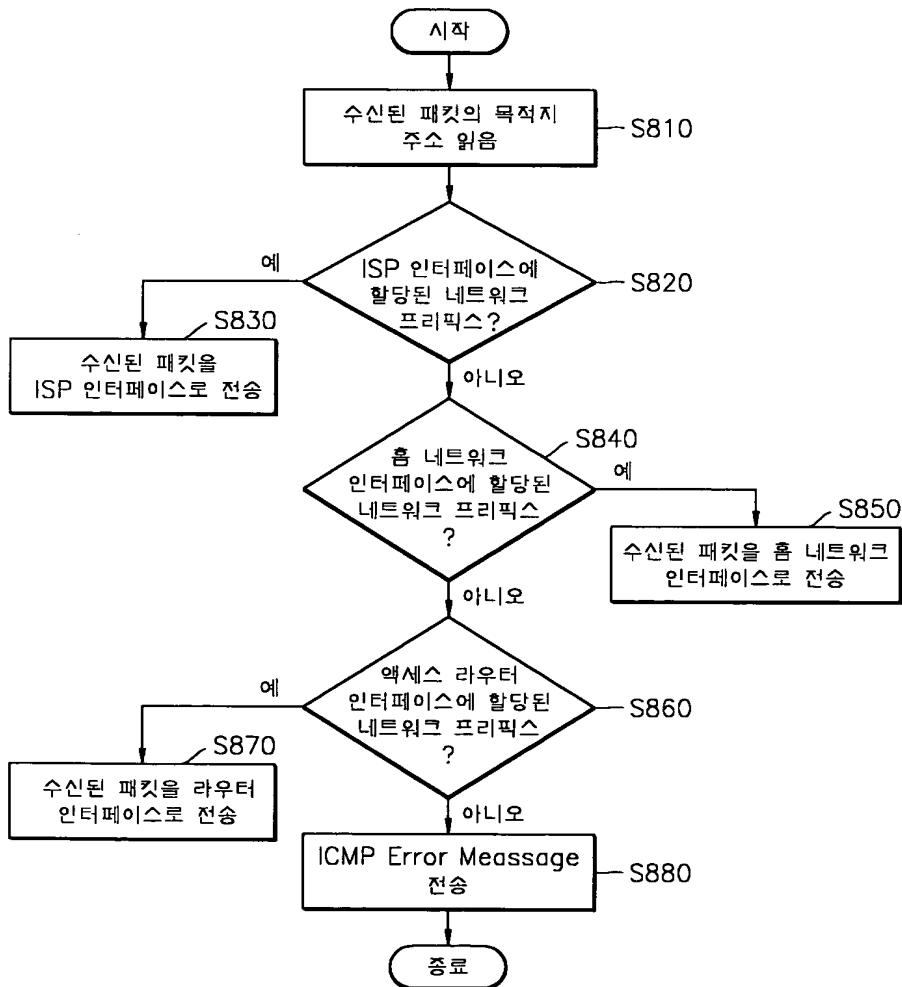 시작
수신된 패킷의 목적지
주소 읽음
S810
예
ISP 인터페이스에
할당된 네트워크
프리픽스?
S820
S830
수신된 패킷을
ISP 인터페이스로 전송
아니오
S840
홈 네트워크
인터페이스에 할당된
네트워크 프리픽스
?
예
S850
수신된 패킷을 홈 네트워크
인터페이스로 전송
아니오
예
액세스 라우터
인터페이스에 할당된
네트워크 프리픽스
?
S860
S870
수신된 패킷을 라우터
인터페이스로 전송
아니오
ICMP Error Meassage
전송
S880
종료